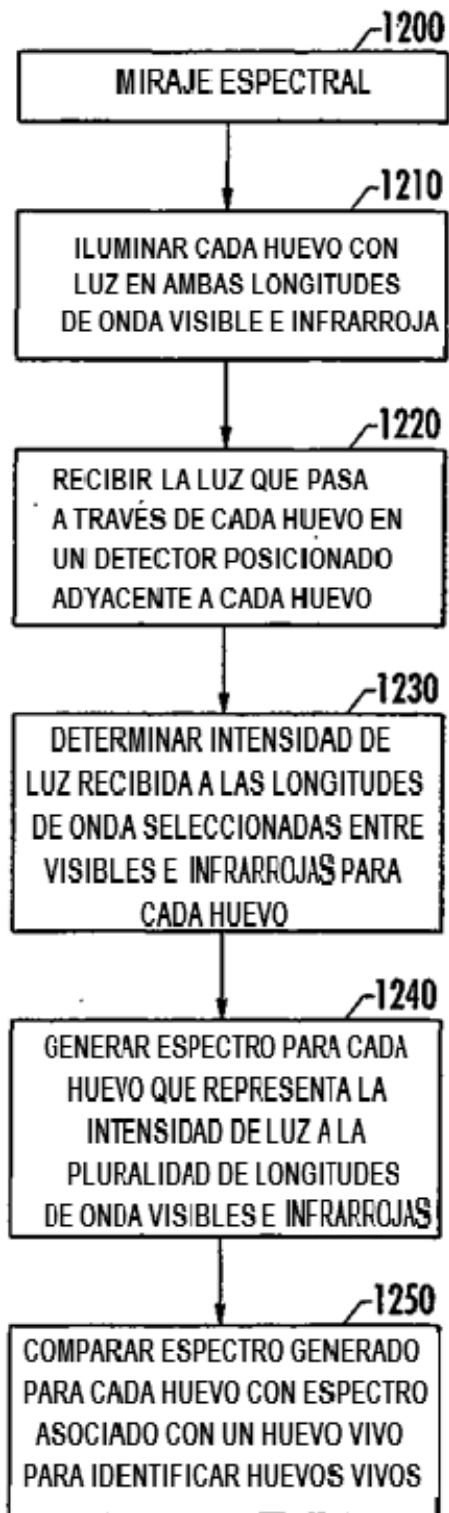 1200
MIRAJE ESPECTRAL
1210
ILUMINAR CADA HUEVO CON
LUZ EN AMBAS LONGITUDES
DE ONDA VISIBLE E INFRARROJA
1220
RECIBIR LA LUZ QUE PASA
A TRAVÉS DE CADA HUEVO EN
UN DETECTOR POSICIONADO
ADYACENTE A CADA HUEVO
1230
DETERMINAR INTENSIDAD DE
LUZ RECIBIDA A LAS LONGITUDES
DE ONDA SELECCIONADAS ENTRE
VISIBLES E INFRARROJAS PARA
CADA HUEVO
1240
GENERAR ESPECTRO PARA CADA
HUEVO QUE REPRESENTA LA
INTENSIDAD DE LUZ A LA
PLURALIDAD DE LONGITUDES
DE ONDA VISIBLES E INFRARROJAS
1250
COMPARAR ESPECTRO GENERADO
PARA CADA HUEVO CON ESPECTRO
ASOCIADO CON UN HUEVO VIVO
PARA IDENTIFICAR HUEVOS VIVOS